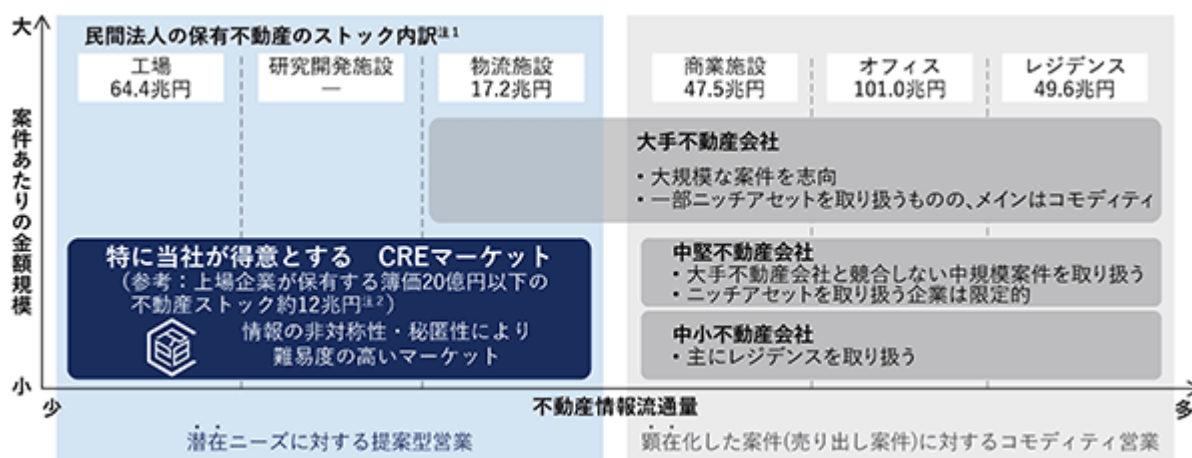 大
民間法人の保有不動産のストック内訳注1
工場
64.4兆円
研究開発施設
—
物流施設
17.2兆円
商業施設
47.5兆円
オフィス
101.0兆円
レジデンス
49.6兆円
案件あたりの金額規模
大手不動産会社
・大規模な案件を志向
・一部ニッチアセットを取り扱うものの、メインはコモディティ
特に当社が得意とする CREマーケット
（参考：上場企業が保有する簿価20億円以下の
不動産ストック約12兆円注2）
情報の非対称性・秘匿性により
難易度の高いマーケット
中堅不動産会社
・大手不動産会社と競合しない中規模案件を取り扱う
・ニッチアセットを取り扱う企業は限定的
中小不動産会社
・主にレジデンスを取り扱う
小
少
不動産情報流通量
多
潜在ニーズに対する提案型営業
顕在化した案件(売り出し案件)に対するコモディティ営業